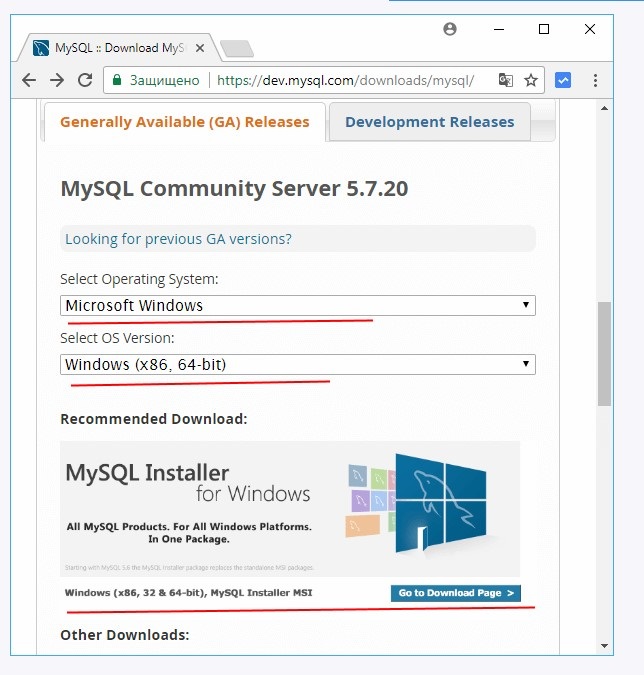 MySQL :: Download MyS
Защищено https://dev.mysql.com/downloads/mysql/
Generally Available (GA) Releases Development Releases
MySQL Community Server 5.7.20
Looking for previous GA versions?
Select Operating System:
Microsoft Windows
Select OS Version:
Windows (x86, 64-bit)
Recommended Download:
MySQL Installer
for Windows
All MySQL Products. For All Windows Platforms.
In One Package.
Starting with MySQL 5.6 the MySQL Installer package replaces the standalone MSI packages.
Windows (x86, 32 & 64-bit), MySQL Installer MSI Go to Download Page >
Other Downloads: